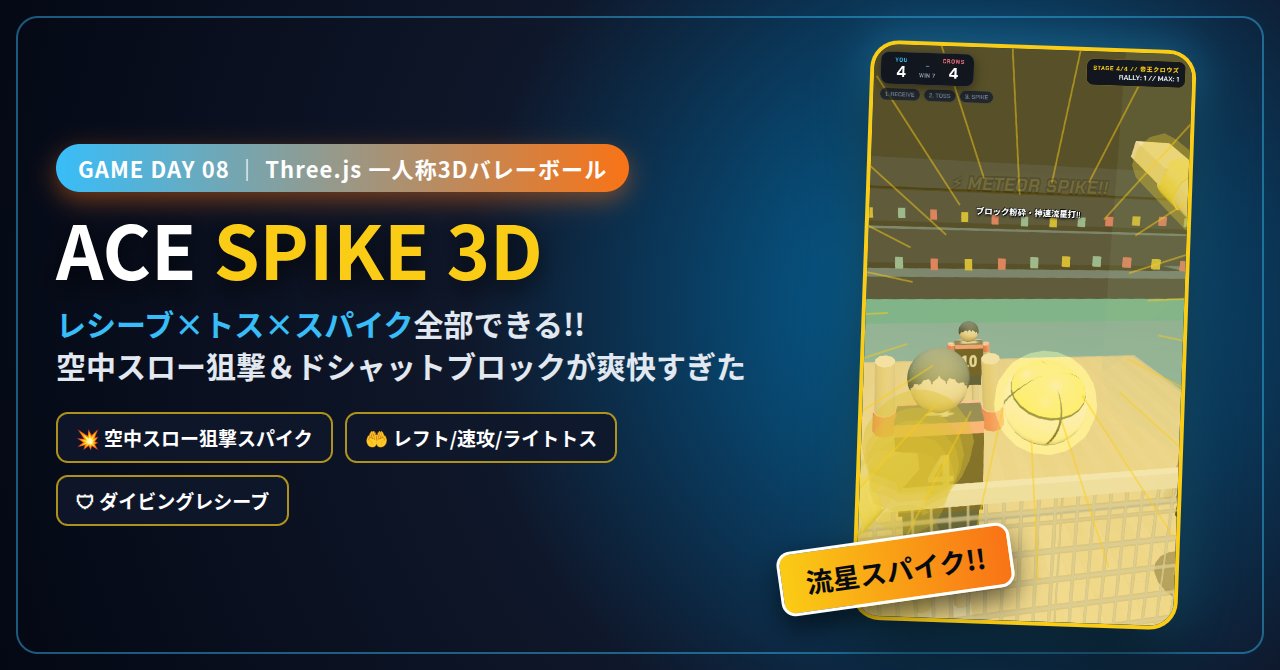 GAME DAY 08 | Three.js 一人称3Dバレーボール
ACE SPIKE 3D
レシーブ×トス×スパイク全部できる!!
空中スロー狙撃&ドシャットブロックが爽快すぎた
💥 空中スロー狙撃スパイク
🤲 レフト/速攻/ライトトス
🛡 ダイビングレシーブ
YOU
4
-
WIN 7
CROWS
4
STAGE 4/4 // 帝王クロウズ
RALLY: 1 // MAX: 1
1. RECEIVE
2. TOSS
3. SPIKE
⚡ METEOR SPIKE!!
ブロック粉砕・神速流星打!!
10
4
流星スパイク!!